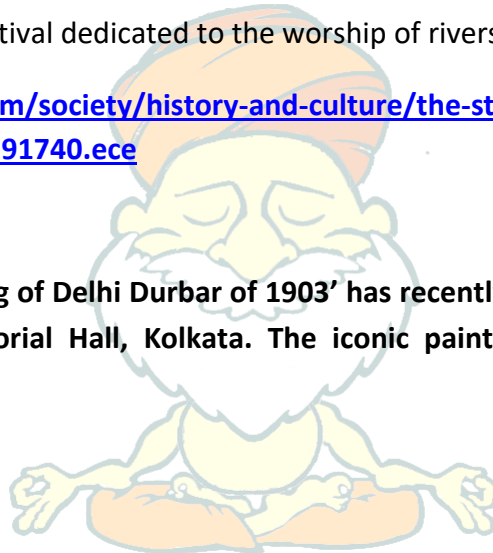 tival dedicated to the worship of rivers
m/society/history-and-culture/the-st
91740.ece
g of Delhi Durbar of 1903’ has recentl
orial Hall, Kolkata. The iconic paint